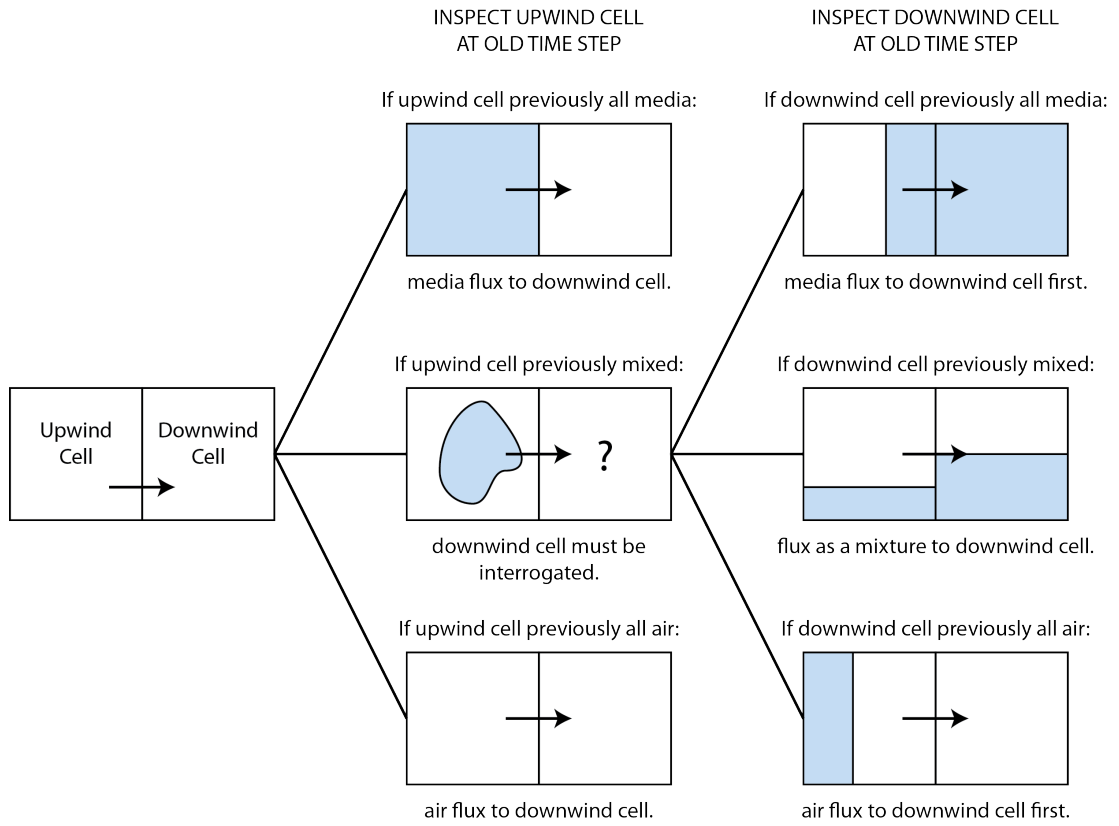 INSPECT UPWIND CELL
AT OLD TIME STEP
INSPECT DOWNWIND CELL
AT OLD TIME STEP
If upwind cell previously all media:
media flux to downwind cell.
If downwind cell previously all media:
media flux to downwind cell first.
Upwind
Cell
Downwind
Cell
If upwind cell previously mixed:
?
downwind cell must be
interrogated.
If downwind cell previously mixed:
flux as a mixture to downwind cell.
If upwind cell previously all air:
air flux to downwind cell.
If downwind cell previously all air:
air flux to downwind cell first.